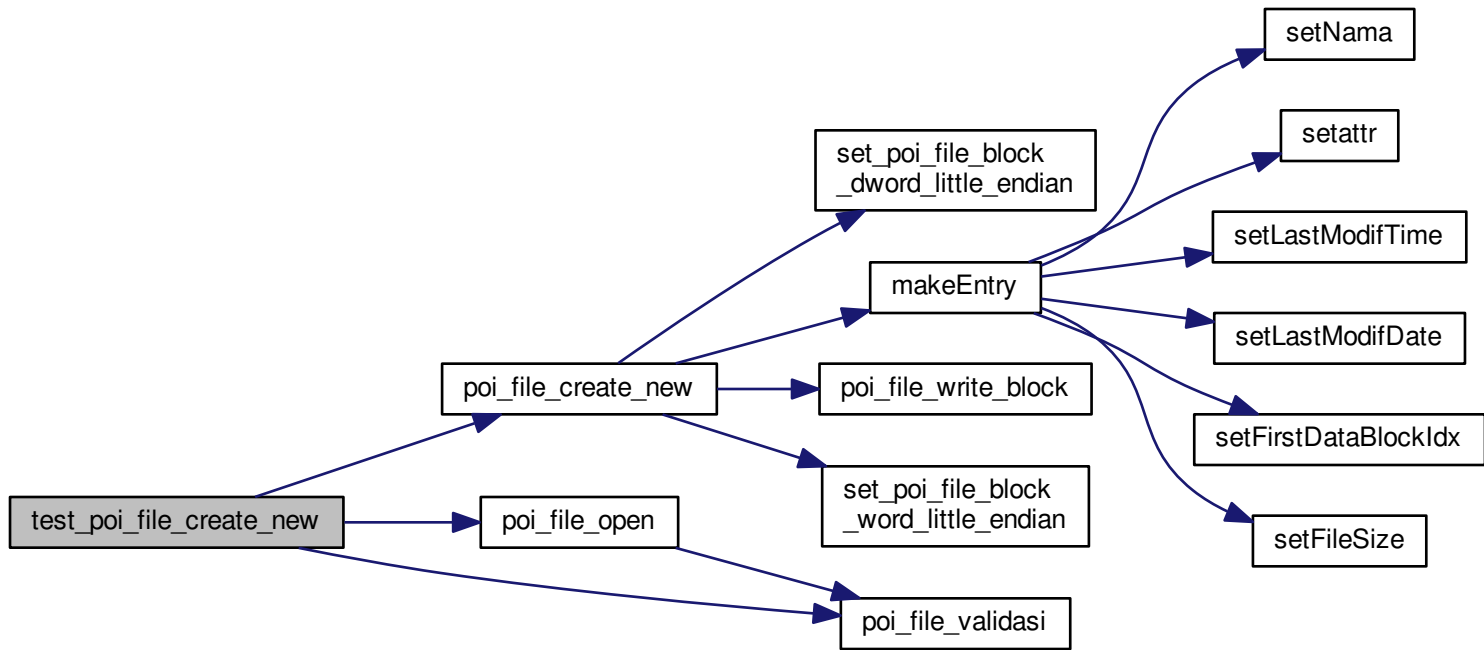 test_poi_file_create_new
poi_file_create_new
poi_file_open
poi_file_validasi
set_poi_file_block
_dword_little_endian
makeEntry
poi_file_write_block
set_poi_file_block
_word_little_endian
setNama
setattr
setLastModifTime
setLastModifDate
setFirstDataBlockIdx
setFileSize